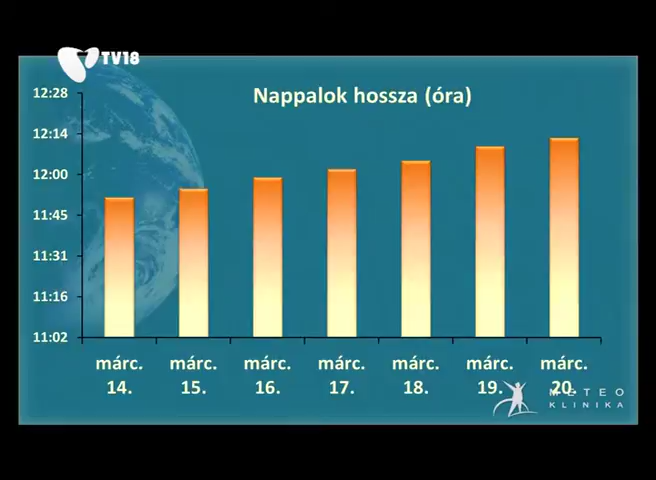 TV18
Nappalok hossza (óra)
12:28
12:14
12:00
11:45
11:31
11:16
11:02
márc. 14.
márc. 15.
márc. 16.
márc. 17.
márc. 18.
márc. 19.
márc. 20.
METEO
KLINIKA